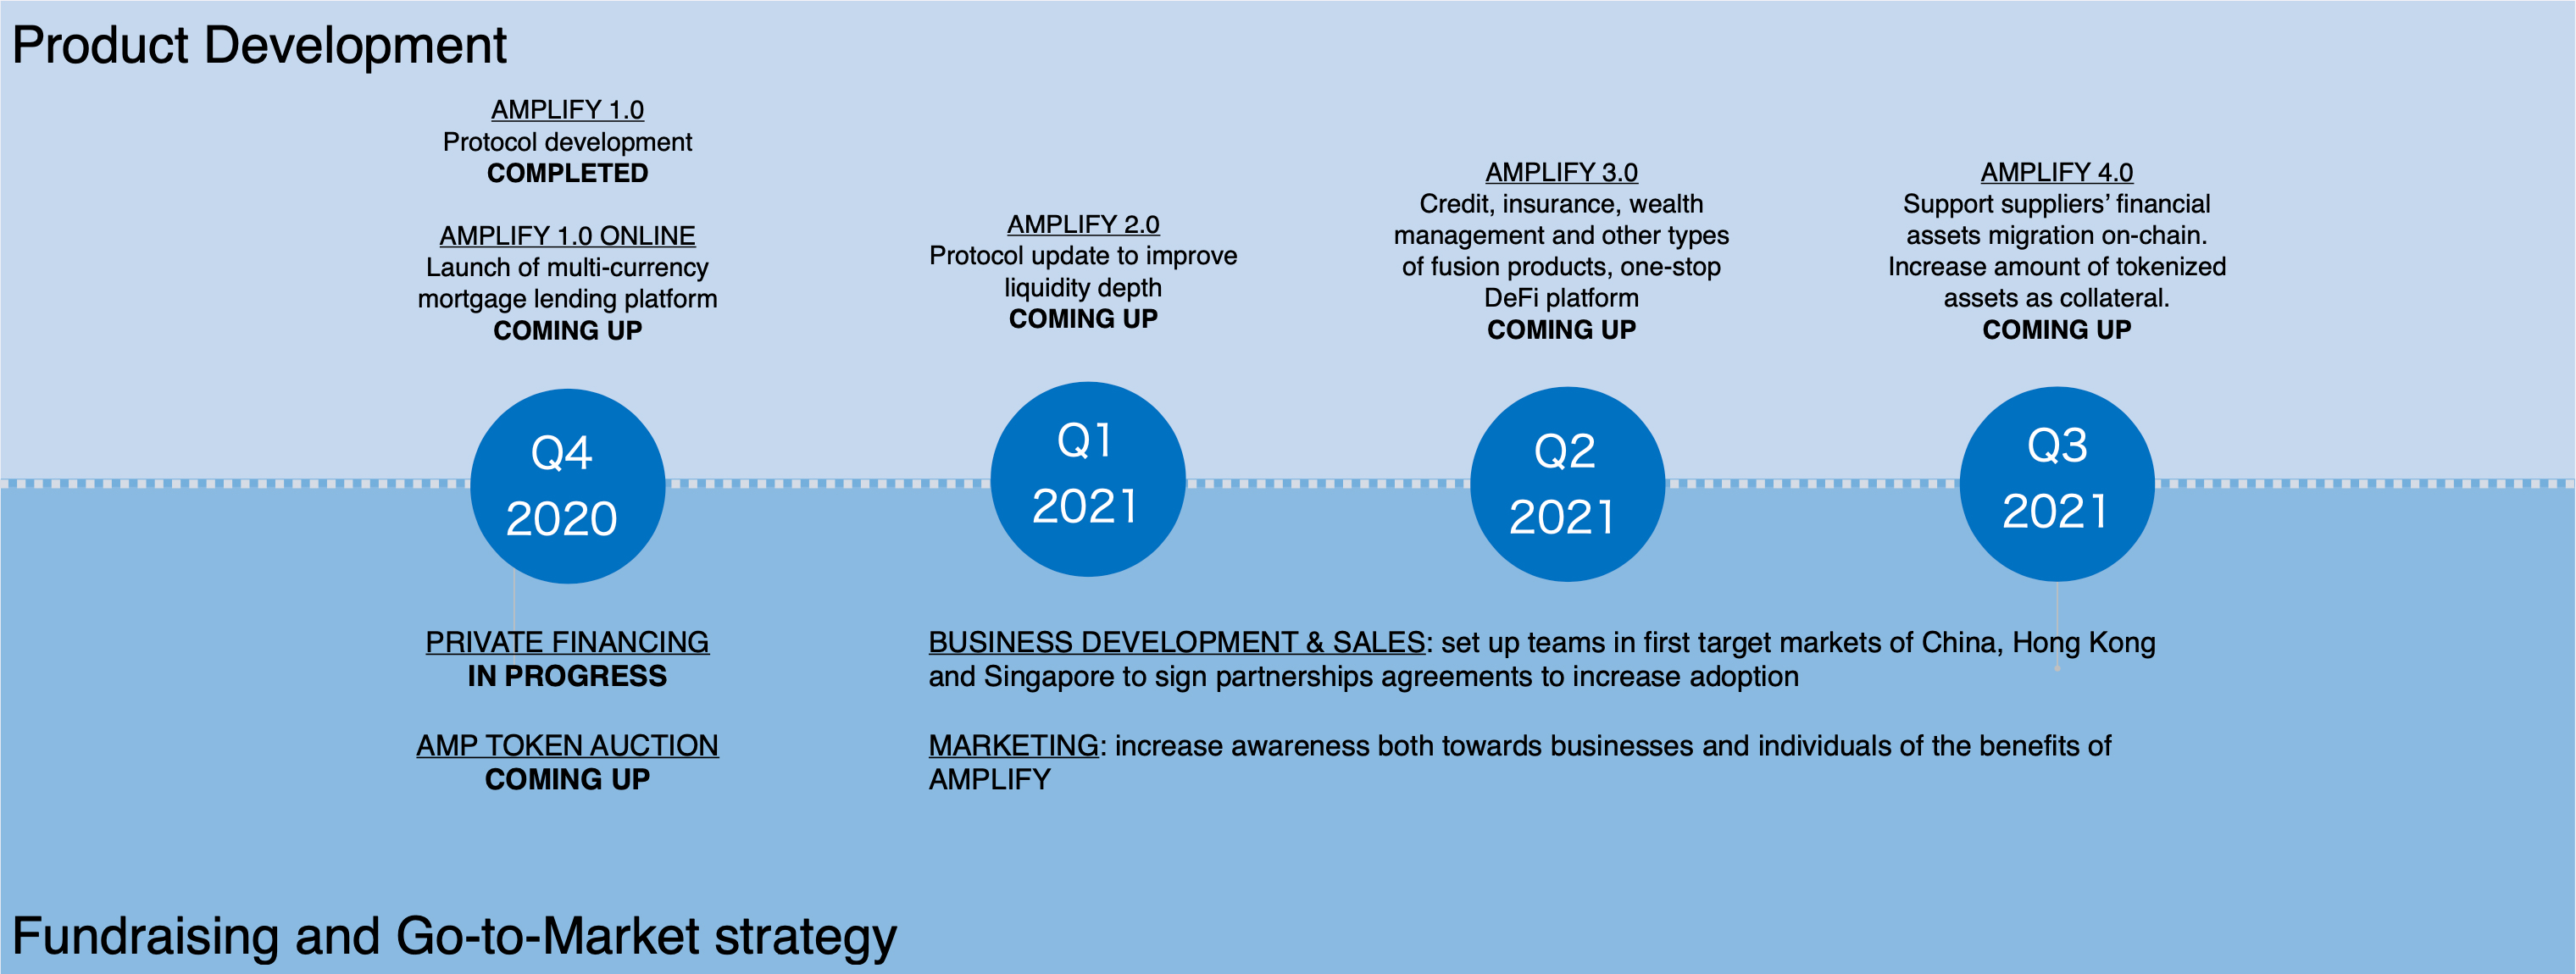 Product Development
AMPLIFY 1.0
Protocol development
COMPLETED
AMPLIFY 1.0 ONLINE
Launch of multi-currency
mortgage lending platform
COMING UP
AMPLIFY 2.0
Protocol update to improve
liquidity depth
COMING UP
AMPLIFY 3.0
Credit, insurance, wealth
management and other types
of fusion products, one-stop
DeFi platform
COMING UP
AMPLIFY 4.0
Support suppliers’ financial
assets migration on-chain.
Increase amount of tokenized
assets as collateral.
COMING UP
Q4
2020
Q1
2021
Q2
2021
Q3
2021
PRIVATE FINANCING
IN PROGRESS
AMP TOKEN AUCTION
COMING UP
BUSINESS DEVELOPMENT & SALES: set up teams in first target markets of China, Hong Kong
and Singapore to sign partnerships agreements to increase adoption
MARKETING: increase awareness both towards businesses and individuals of the benefits of
AMPLIFY
Fundraising and Go-to-Market strategy